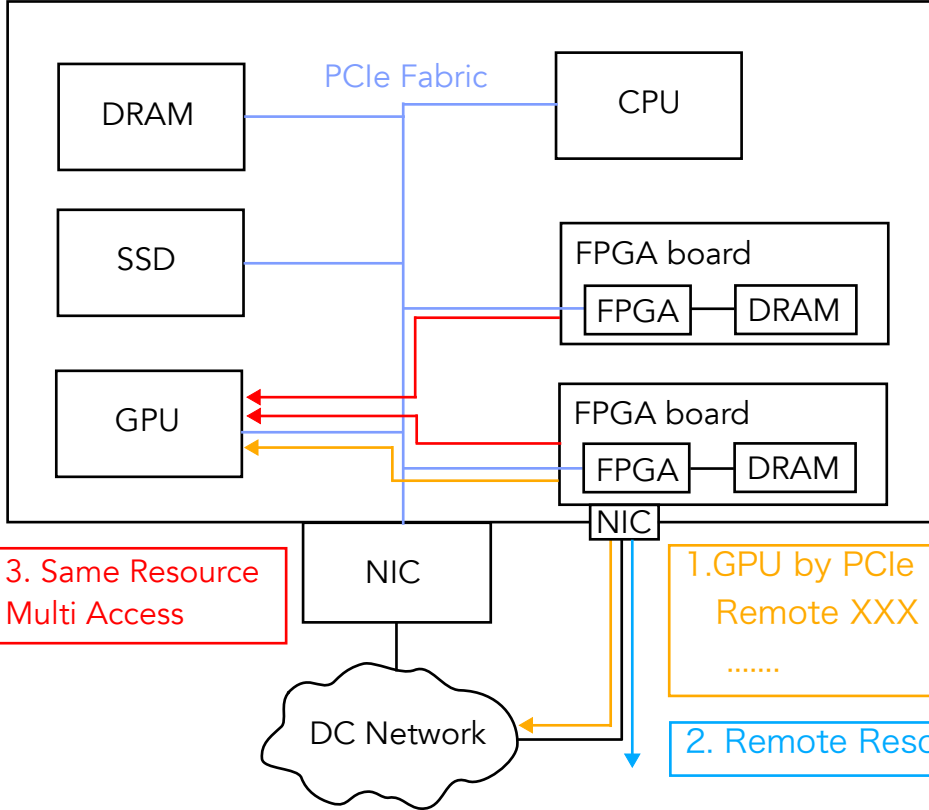 PCIe Fabric
DRAM
CPU
SSD
FPGA board
FPGA
DRAM
GPU
FPGA board
FPGA
DRAM
NIC
NIC
3. Same Resource
Multi Access
1.GPU by PCIe
Remote XXX
.......
2. Remote
DC Network